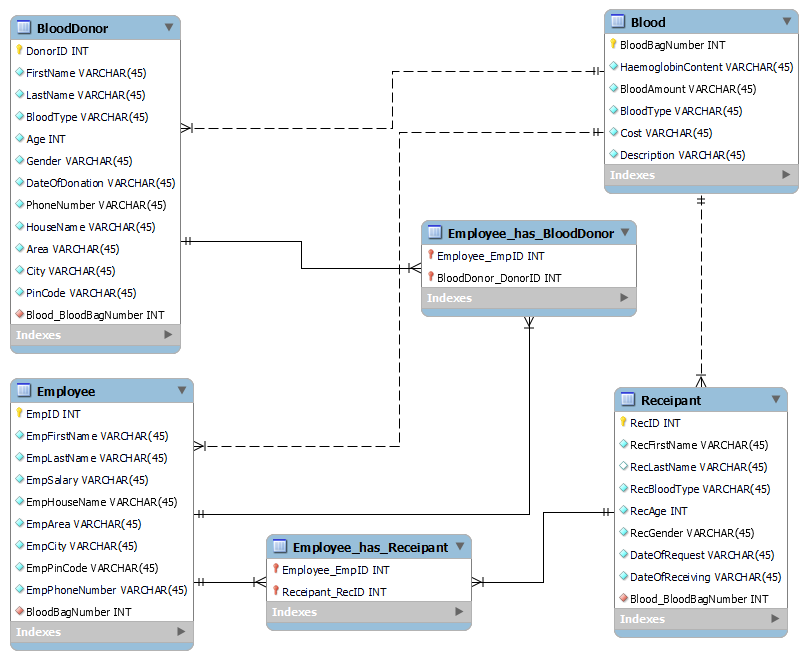 BloodDonor
DonorID INT
FirstName VARCHAR(45)
LastName VARCHAR(45)
BloodType VARCHAR(45)
Age INT
Gender VARCHAR(45)
DateOfDonation VARCHAR(45)
PhoneNumber VARCHAR(45)
HouseName VARCHAR(45)
Area VARCHAR(45)
City VARCHAR(45)
PinCode VARCHAR(45)
Blood_BloodBagNumber INT
Indexes
Blood
BloodBagNumber INT
HaemoglobinContent VARCHAR(45)
BloodAmount VARCHAR(45)
BloodType VARCHAR(45)
Cost VARCHAR(45)
Description VARCHAR(45)
Indexes
Employee_has_BloodDonor
Employee_EmpID INT
BloodDonor_DonorID INT
Indexes
Employee
EmpID INT
EmpFirstName VARCHAR(45)
EmpLastName VARCHAR(45)
EmpSalary VARCHAR(45)
EmpHouseName VARCHAR(45)
EmpArea VARCHAR(45)
EmpCity VARCHAR(45)
EmpPinCode VARCHAR(45)
EmpPhoneNumber VARCHAR(45)
BloodBagNumber INT
Indexes
Employee_has_Receipant
Employee_EmpID INT
Receipant_RecID INT
Indexes
Receipant
RecID INT
RecFirstName VARCHAR(45)
RecLastName VARCHAR(45)
RecBloodType VARCHAR(45)
RecAge INT
RecGender VARCHAR(45)
DateOfRequest VARCHAR(45)
DateOfReceiving VARCHAR(45)
Blood_BloodBagNumber INT
Indexes